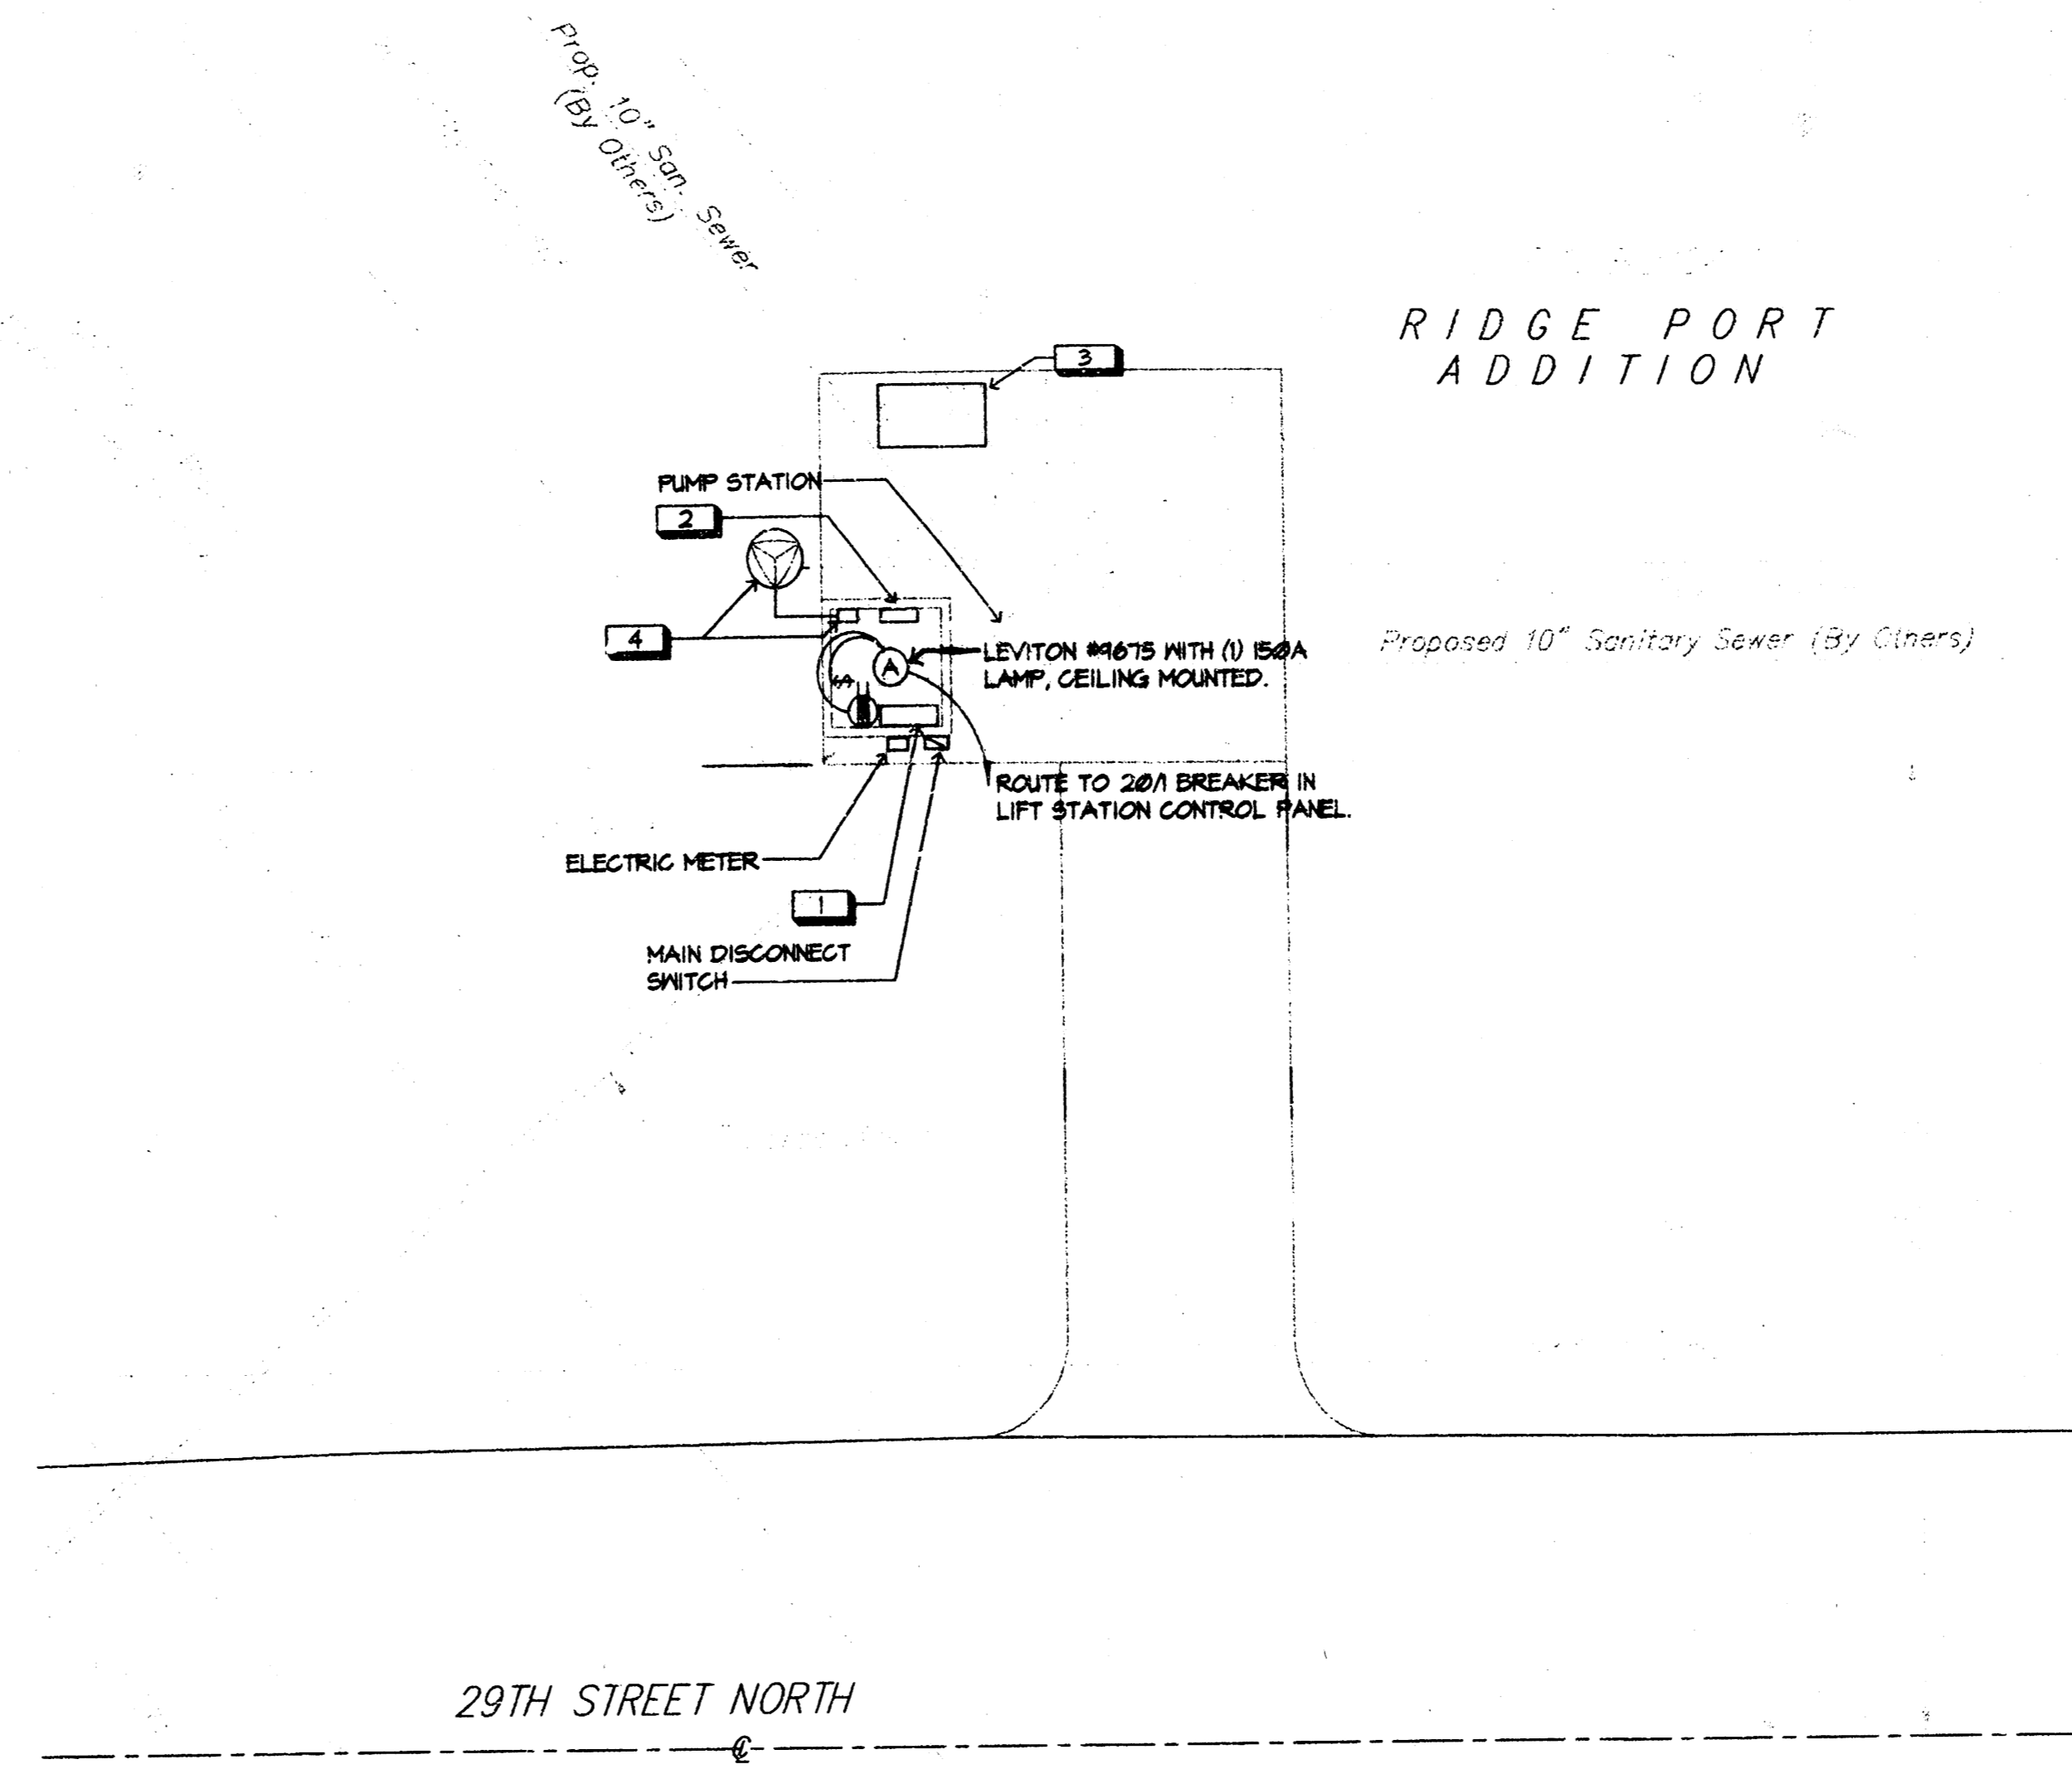 Prop. 10" San. Sewer
(By Others)
RIDGE PORT
ADDITION
3
PUMP STATION
2
4
A
LEVITON #9675 WITH (1) 150A
LAMP, CEILING MOUNTED.
Proposed 10" Sanitary Sewer (By Others)
ROUTE TO 20/1 BREAKER IN
LIFT STATION CONTROL PANEL.
ELECTRIC METER
1
MAIN DISCONNECT
SWITCH
29TH STREET NORTH